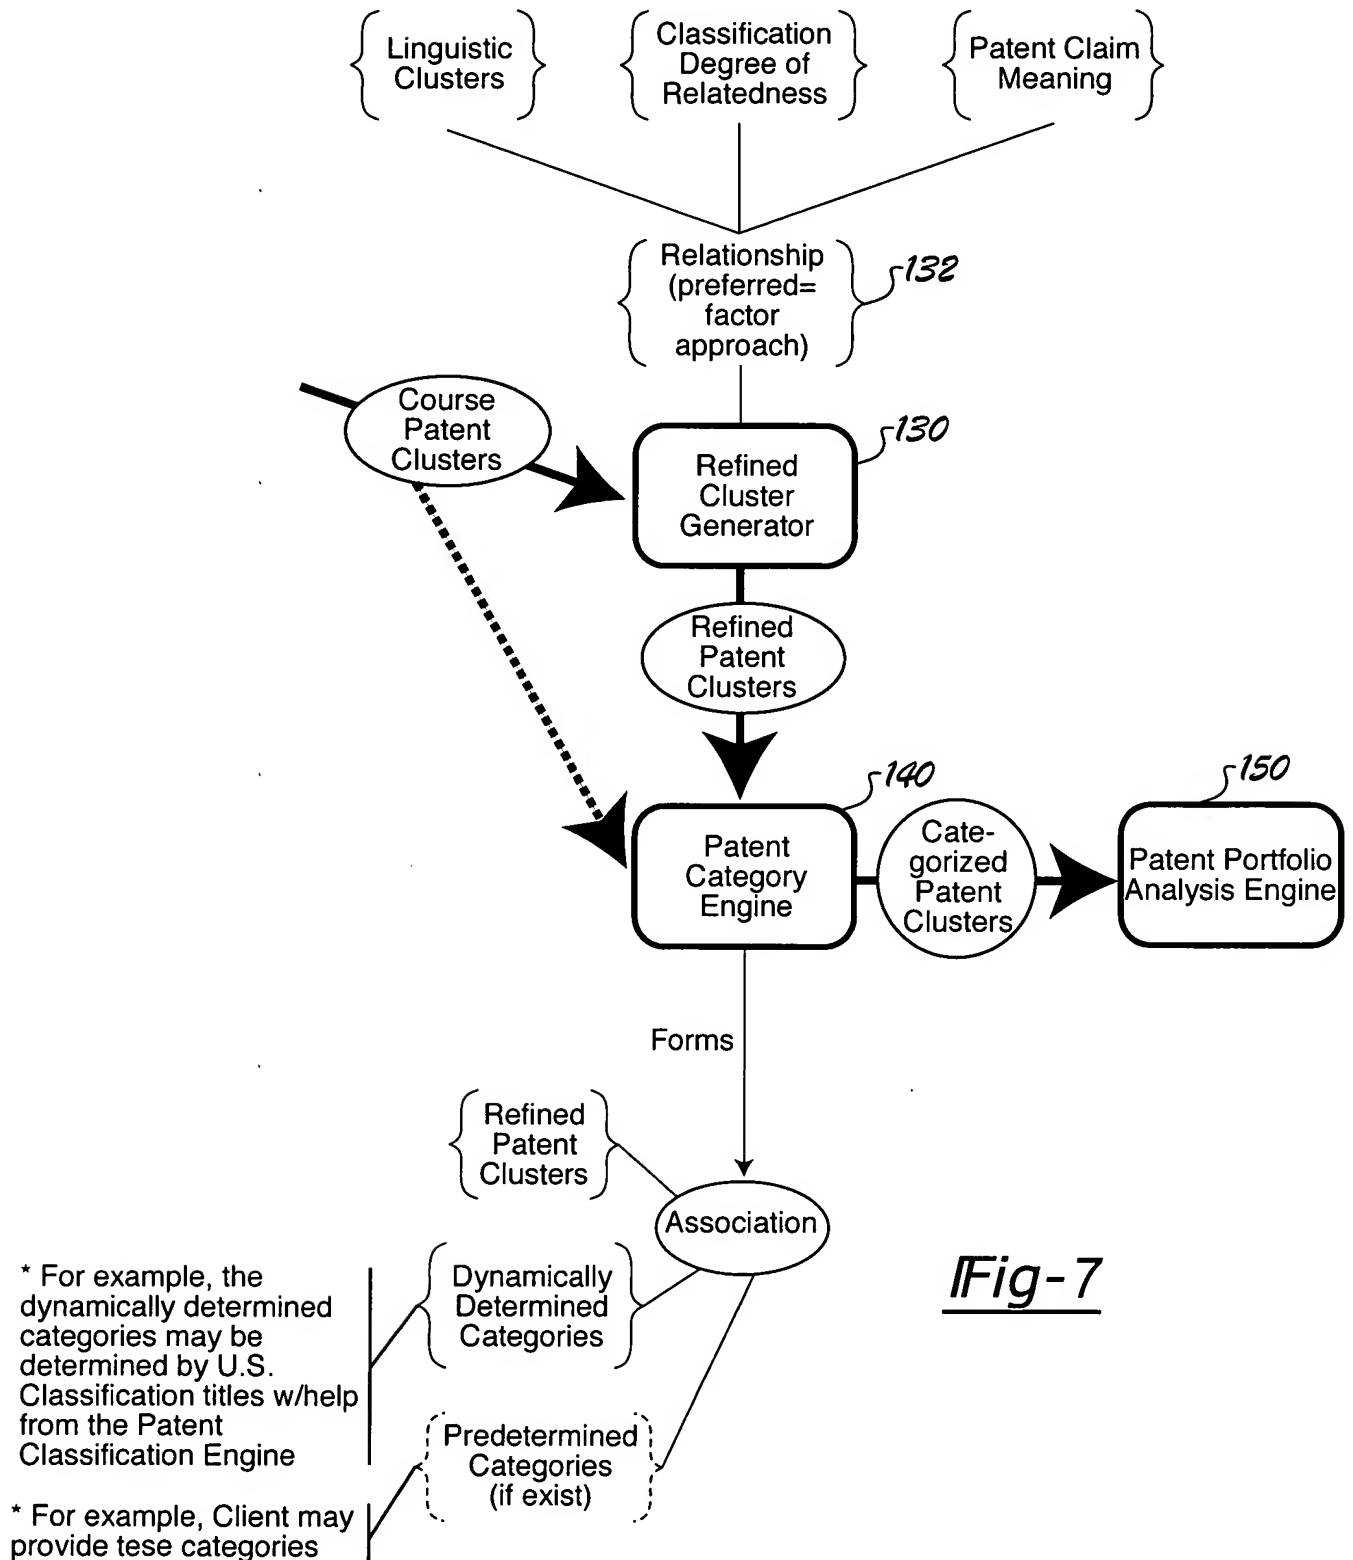 Linguistic
Clusters
Classification
Degree of
Relatedness
Patent Claim
Meaning
Relationship
(preferred=
factor
approach)
132
Course
Patent
Clusters
130
Refined
Cluster
Generator
Refined
Patent
Clusters
140
150
Patent
Category
Engine
Cate-
gorized
Patent
Clusters
Patent Portfolio
Analysis Engine
Forms
Refined
Patent
Clusters
Association
* For example, the
dynamically determined
categories may be
determined by U.S.
Classification titles w/help
from the Patent
Classification Engine
Dynamically
Determined
Categories
Fig-7
Predetermined
Categories
(if exist)
* For example, Client may
provide tese categories